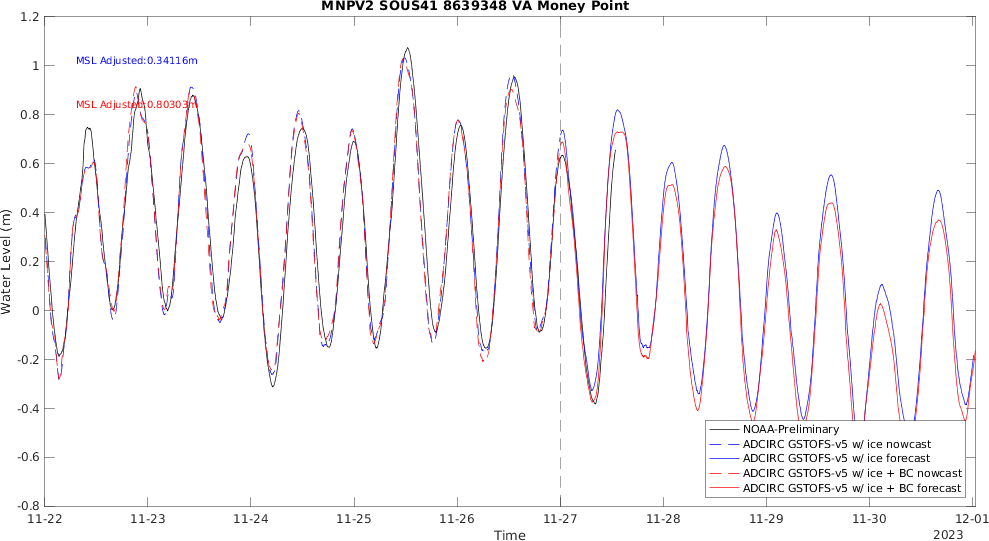 MNPV2 SOUS41 8639348 VA Money Point
1.2
1
0.8
0.6
0.4
0.2
0
-0.2
-0.4
-0.6
-0.8
Water Level (m)
MSL Adjusted:0.34116m
MSL Adjusted:0.80303m
NOAA-Preliminary
ADCIRC GSTOFS-v5 w/ ice nowcast
ADCIRC GSTOFS-v5 w/ ice forecast
ADCIRC GSTOFS-v5 w/ ice + BC nowcast
ADCIRC GSTOFS-v5 w/ ice + BC forecast
11-22 11-23 11-24 11-25 11-26 11-27 11-28 11-29 11-30 12-01
Time
2023